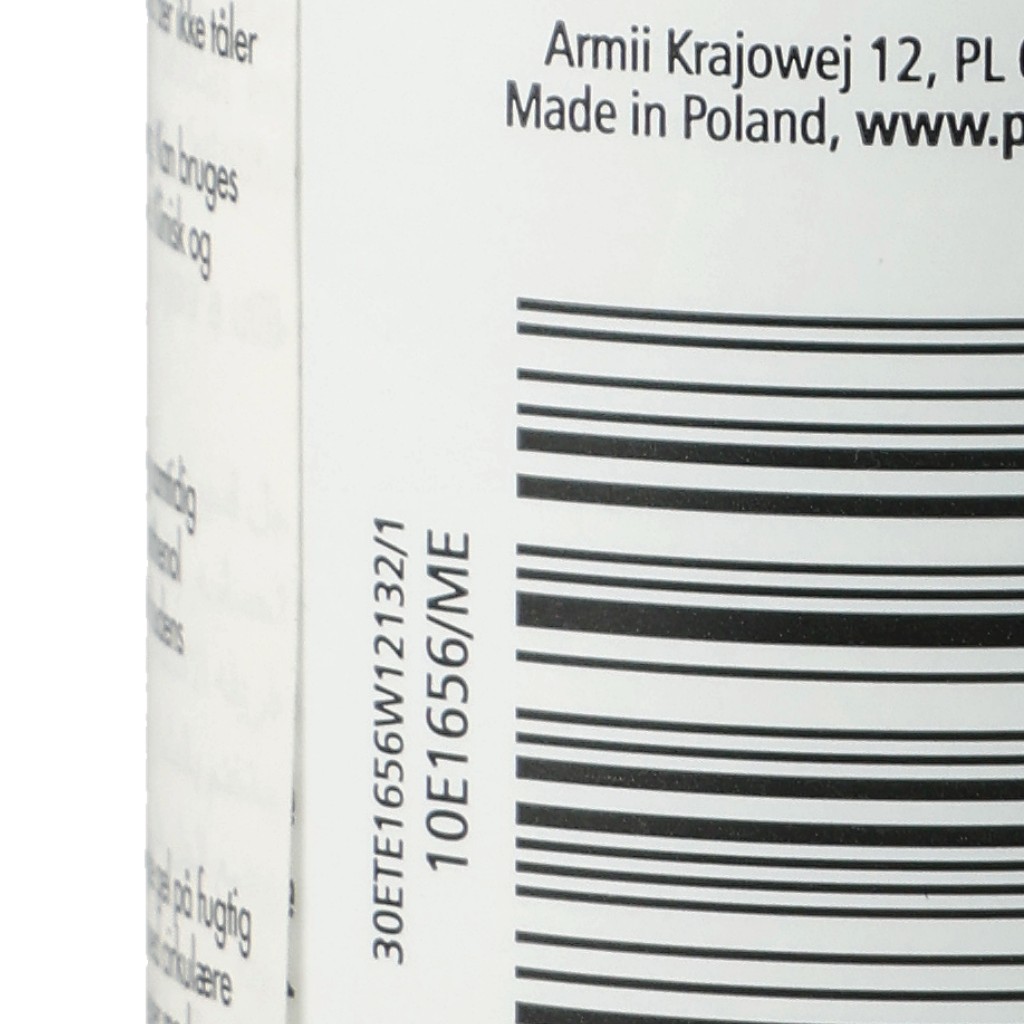 ikke tåler
kan bruges
og
på fugtig
cirkulære
Armii Krajowej 12, PL
Made in Poland, www.p
30ETE1656W12132/1
10E1656/ME